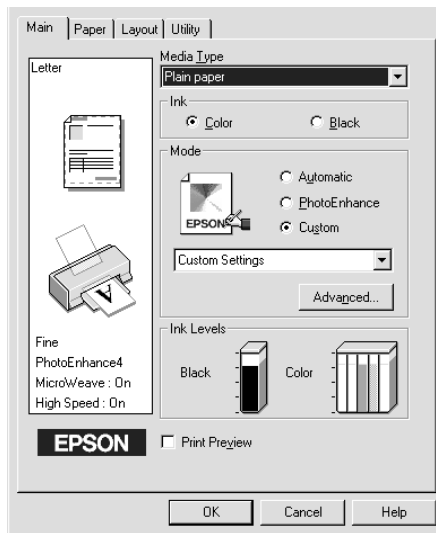 Main Paper Layout Utility
Letter
Media Type
Plain paper
Ink
Color Black
Mode
EPSON
Automatic
PhotoEnhance
Custom
Custom Settings
Advanced...
Fine
PhotoEnhance4
MicroWeave : On
High Speed : On
Ink Levels
Black Color
A
EPSON
Print Preview
OK Cancel Help